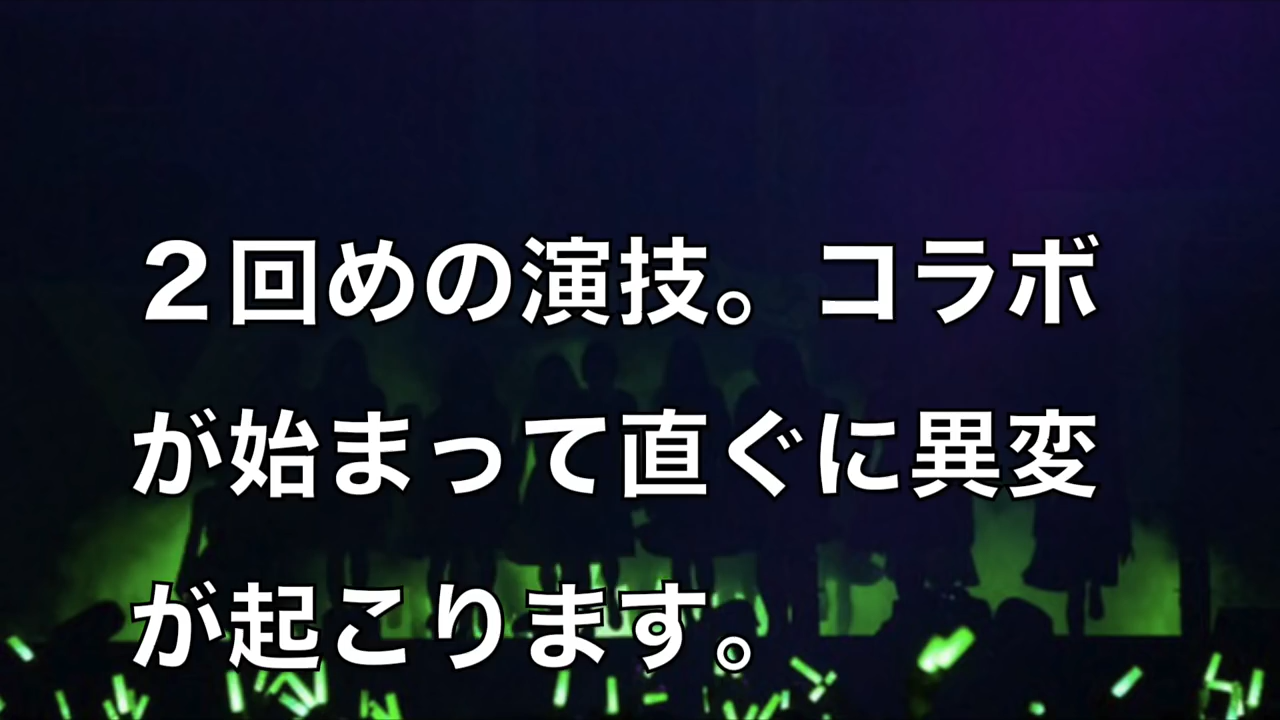 ２回めの演技。コラボ
が始まって直ぐに異変
が起こります。